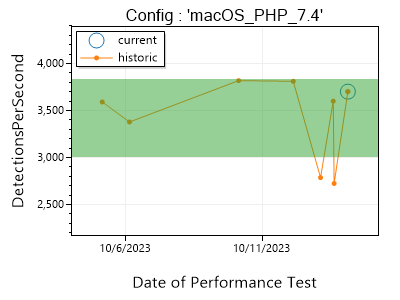 Config : 'macOS_PHP_7.4'
current
historic
DetectionsPerSecond
4,000
3,500
3,000
2,500
10/6/2023
10/11/2023
Date of Performance Test